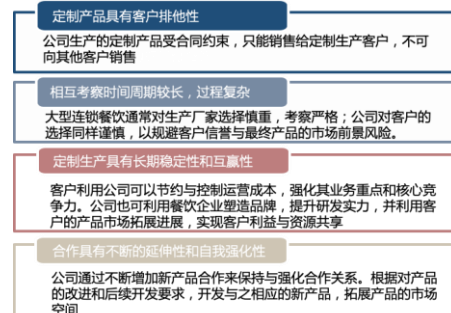 定制产品具有客户排他性
公司生产的定制产品受合同约束，只能销售给定制生产客户，不可
向其他客户销售
相互考察时间周期较长，过程复杂
大型连锁餐饮通常对生产厂家选择慎重，考察严格；公司对客户的
选择同样谨慎，以规避客户信誉与最终产品的市场前景风险。
定制生产具有长期稳定性和互赢性
客户利用公司可以节约与控制运营成本，强化其业务重点和核心竞
争力。公司也可利用餐饮企业塑造品牌，提升研发实力，并利用客
户的产品市场拓展进展，实现客户利益与资源共享
合作具有不断的延伸性和自我强化性
公司通过不断增加新产品合作来保持与强化合作关系。根据对产品
的改进和后续开发要求，开发与之相应的新产品，拓展产品的市场
空间